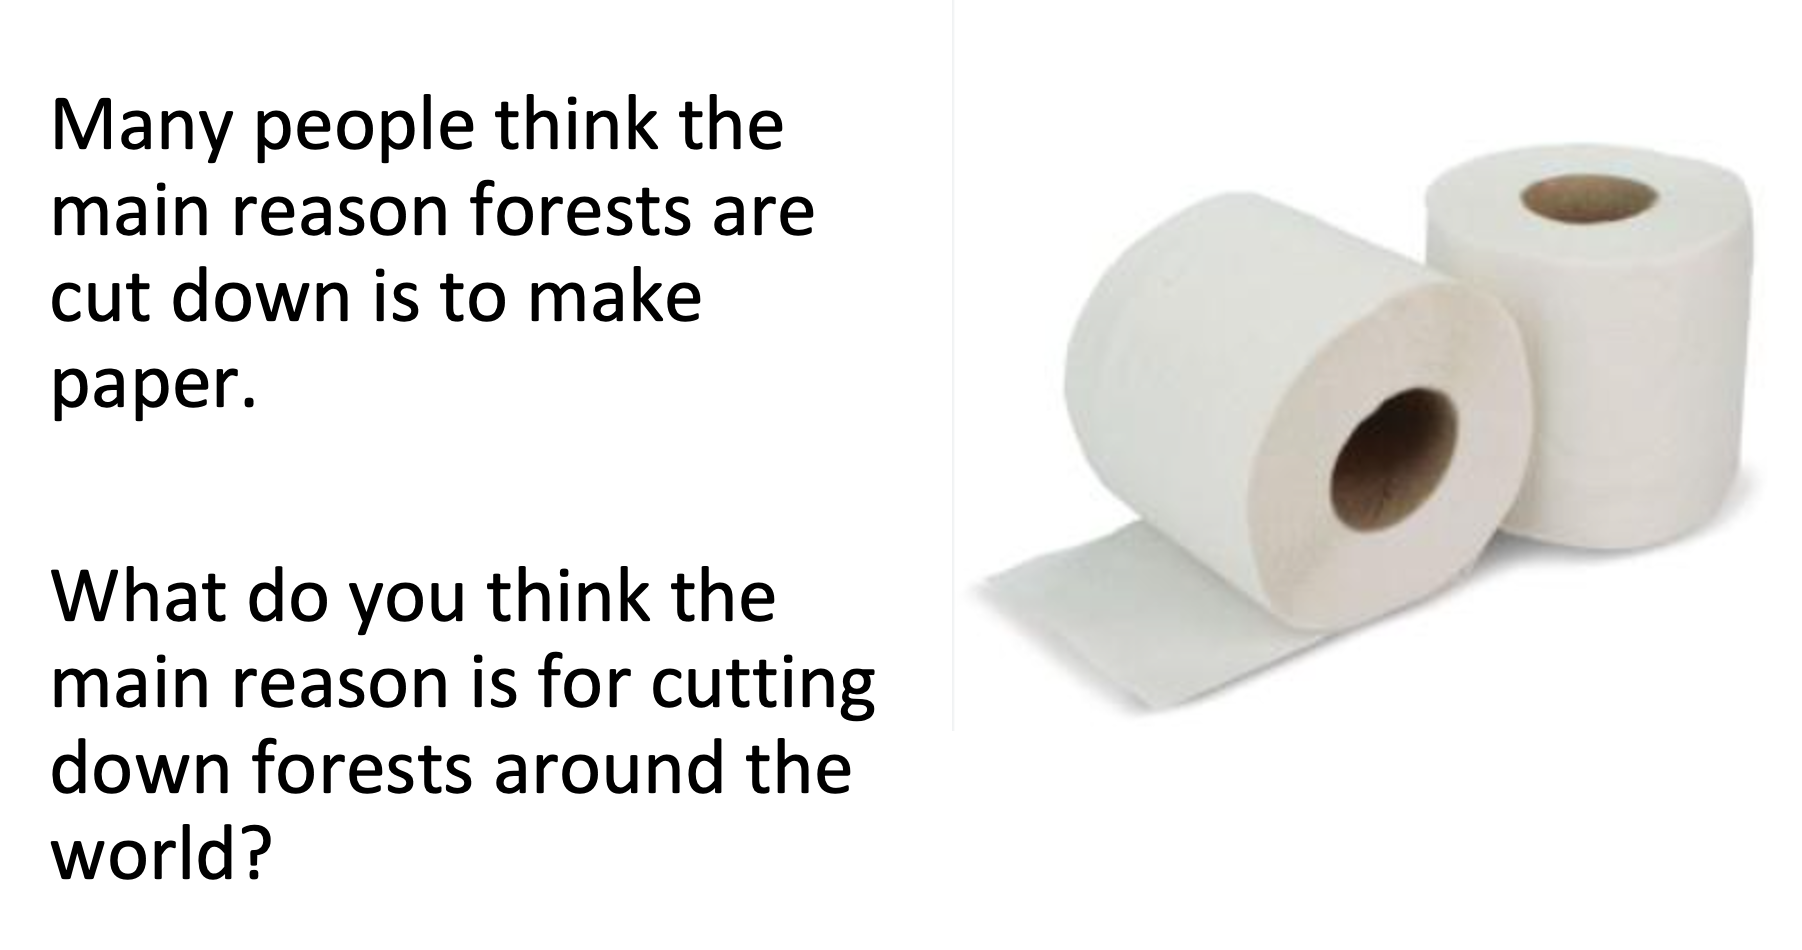 Many people think the
main reason forests are
cut down is to make
paper.
What do you think the
main reason is for cutting
down forests around the
world?